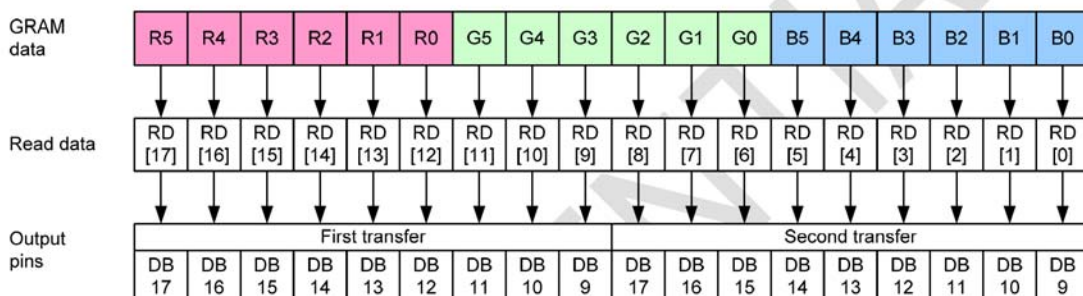 GRAM data
R5 R4 R3 R2 R1 R0 G5 G4 G3 G2 G1 G0 B5 B4 B3 B2 B1 B0
Read data
RD RD RD RD RD RD RD RD RD RD RD RD RD RD RD RD RD RD
[17] [16] [15] [14] [13] [12] [11] [10] [9] [8] [7] [6] [5] [4] [3] [2] [1] [0]
Output pins
First transfer Second transfer
DB DB DB DB DB DB DB DB DB DB DB DB DB DB DB DB DB DB
17 16 15 14 13 12 11 10 9 17 16 15 14 13 12 11 10 9